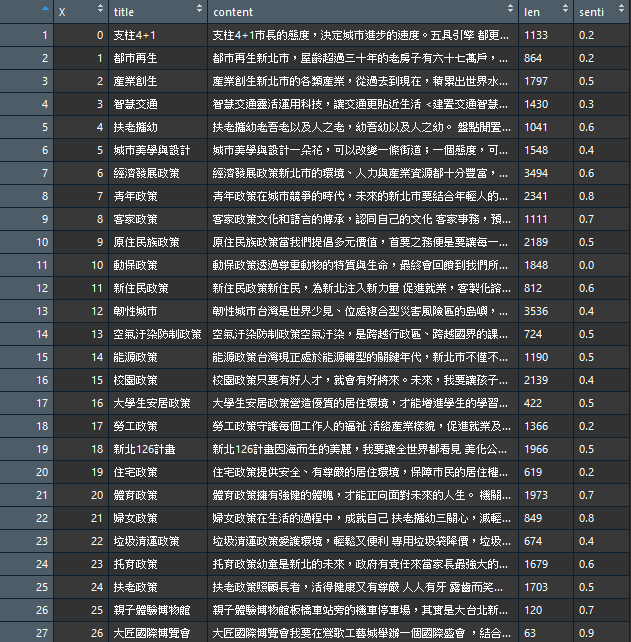 X title content len senti
1 0 支柱4+1 支柱4+1市長的態度，決定城市進步的速度。五具引擎 都更... 1133 0.2
2 1 都市再生 都市再生新北市，屋齡超過三十年的老房子有六十七萬戶，... 864 0.2
3 2 產業創生 產業創生新北市的各類產業，從過去到現在，積累出世界水... 1797 0.5
4 3 智慧交通 智慧交通靈活運用科技，讓交通更貼近生活 <建置交通智慧... 1430 0.3
5 4 扶老攜幼 扶老攜幼老吾老以及人之老，幼吾幼以及人之幼。 盤點閒置... 1041 0.6
6 5 城市美學與設計 城市美學與設計一朵花，可以改變一條街道；一個態度，可... 1548 0.4
7 6 經濟發展政策 經濟發展政策新北市的環境、人力與產業資源都十分豐富，... 3494 0.6
8 7 青年政策 青年政策在城市競爭的時代，未來的新北市要結合年輕人的... 2341 0.8
9 8 客家政策 客家政策文化和語言的傳承，認同自己的文化 客家事務，預... 1111 0.7
10 9 原住民族政策 原住民族政策當我們提倡多元價值，首要之務便是要讓每一... 2189 0.5
11 10 動保政策 動保政策透過尊重動物的特質與生命，最終會回饋到我們所... 1848 0.0
12 11 新住民政策 新住民政策新住民，為新北注入新力量 促進就業，客製化諮... 812 0.6
13 12 韌性城市 韌性城市台灣是世界少見、位處複合型災害風險區的島嶼，... 3536 0.4
14 13 空氣汙染防制政策 空氣汙染防制政策空氣汙染，是跨越行政區、跨越國界的課... 724 0.5
15 14 能源政策 能源政策台灣現正處於能源轉型的關鍵年代，新北市不僅不... 1190 0.5
16 15 校園政策 校園政策只要有好人才，就會有好將來。未來，我要讓孩子... 2139 0.4
17 16 大學生安居政策 大學生安居政策營造優質的居住環境，才能增進學生的學習... 422 0.5
18 17 勞工政策 勞工政策守護每個工作人的福祉 活絡產業樣貌，促進就業及... 1366 0.2
19 18 新北126計畫 新北126計畫因海而生的美麗，我要讓全世界都看見 美化公... 1966 0.5
20 19 住宅政策 住宅政策提供安全、有尊嚴的居住環境，保障市民的居住權... 619 0.2
21 20 體育政策 體育政策擁有強健的體魄，才能正向面對未來的人生。 機關... 1973 0.7
22 21 婦女政策 婦女政策在生活的過程中，成就自己 扶老攜幼三關心，減輕... 849 0.8
23 22 垃圾清運政策 垃圾清運政策愛護環境，輕鬆又便利 專用垃圾袋降價，垃圾... 674 0.4
24 23 托育政策 托育政策幼童是新北的未來，政府有責任來當家長最強大的... 1679 0.6
25 24 扶老政策 扶老政策照顧長者，活得健康又有尊嚴 人人有牙 露齒而笑... 1703 0.5
26 25 親子體驗博物館 親子體驗博物館板橋車站旁的機車停車場，其實是大台北新... 120 0.7
27 26 大匠國際博覽會 大匠國際博覽會我要在鶯歌工藝城舉辦一個國際盛會 ，結合... 63 0.9